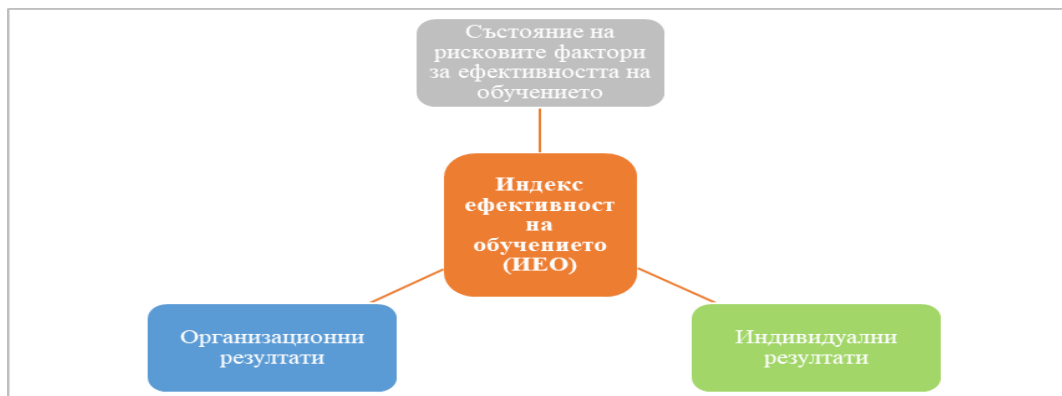 Състояние на
рисковите фактори
за ефективността на
обучението
Индекс
ефективност
на
обучението
(ИЕО)
Организационни
резултати
Индивидуални
резултати